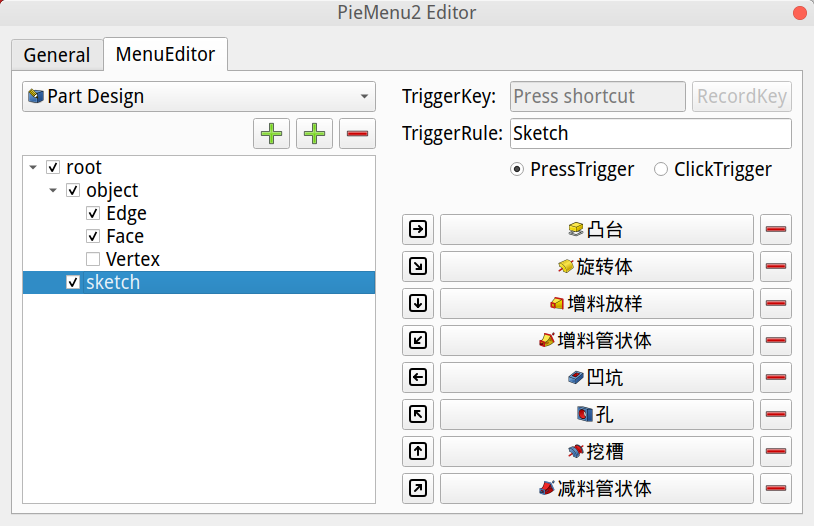 PieMenu2 Editor
General
MenuEditor
Part Design
root
object
Edge
Face
Vertex
sketch
TriggerKey: Press shortcut RecordKey
TriggerRule: Sketch
PressTrigger ClickTrigger
凸台
旋转体
增料放样
增料管状体
凹坑
孔
挖槽
减料管状体